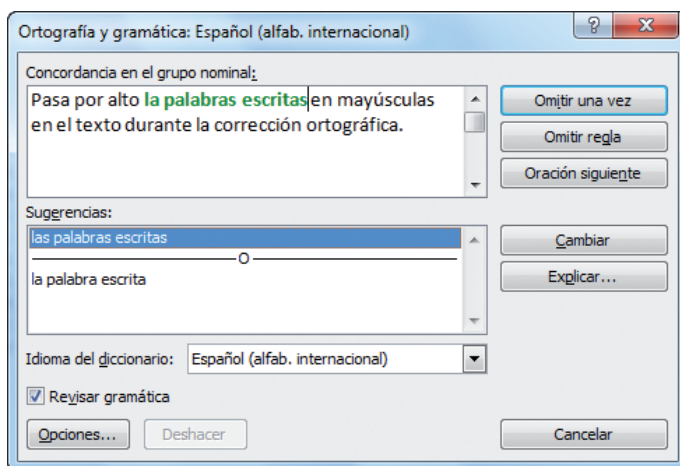 Ortografía y gramática: Español (alfab. internacional)
Concordancia en el grupo nominal:
Pasa por alto la palabras escritas en mayúsculas
en el texto durante la corrección ortográfica.
Omitir una vez
Omitir regla
Oración siguiente
Sugerencias:
las palabras escritas
O
la palabra escrita
Cambiar
Explicar...
Idioma del diccionario: Español (alfab. internacional)
Revisar gramática
Opciones... Deshacer Cancelar